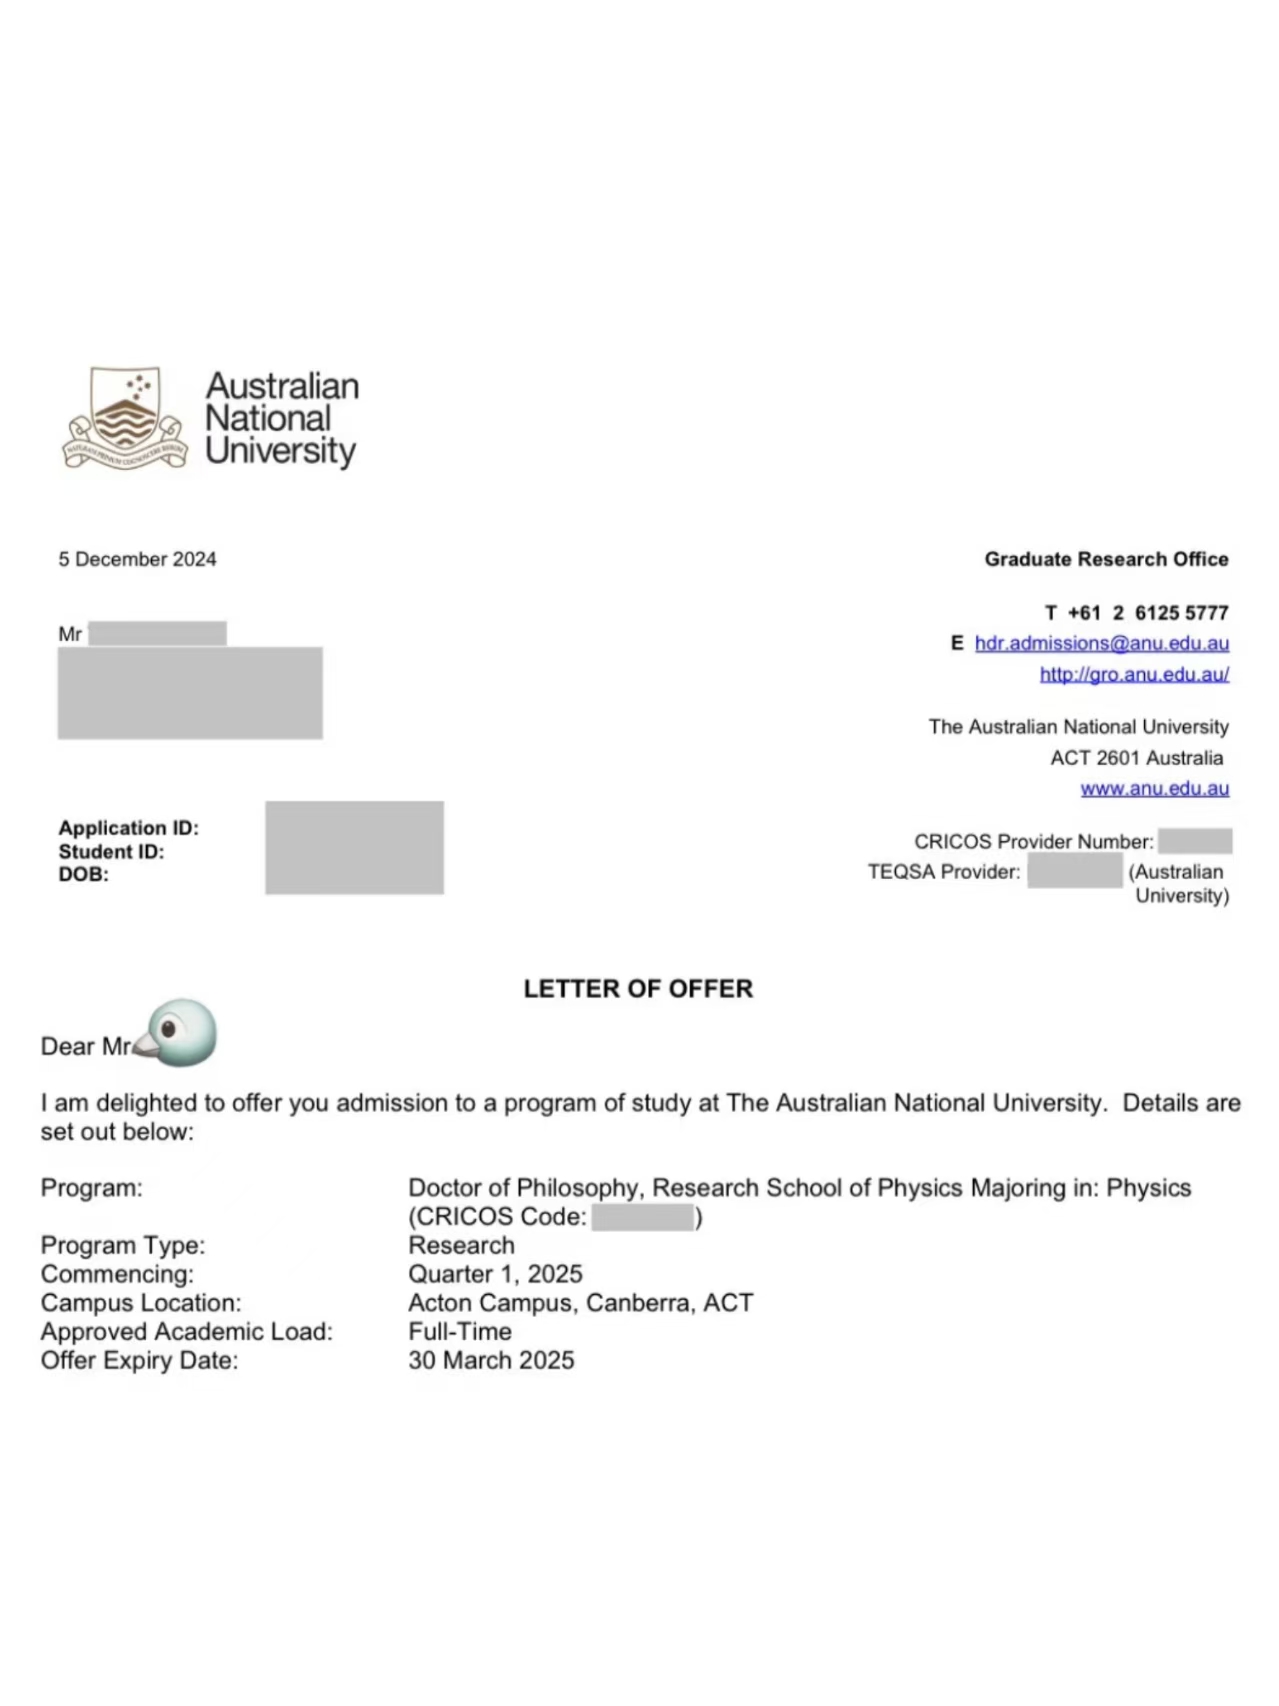 Australian
National
University
5 December 2024
Graduate Research Office
T +61 2 6125 5777
E hdr.admissions@anu.edu.au
http://gro.anu.edu.au/
Mr
The Australian National University
ACT 2601 Australia
www.anu.edu.au
Application ID:
Student ID:
DOB:
CRICOS Provider Number:
TEQSA Provider: (Australian
University)
LETTER OF OFFER
Dear Mr
I am delighted to offer you admission to a program of study at The Australian National University. Details are
set out below:
Program: Doctor of Philosophy, Research School of Physics Majoring in: Physics
(CRICOS Code: )
Program Type: Research
Commencing: Quarter 1, 2025
Campus Location: Acton Campus, Canberra, ACT
Approved Academic Load: Full-Time
Offer Expiry Date: 30 March 2025